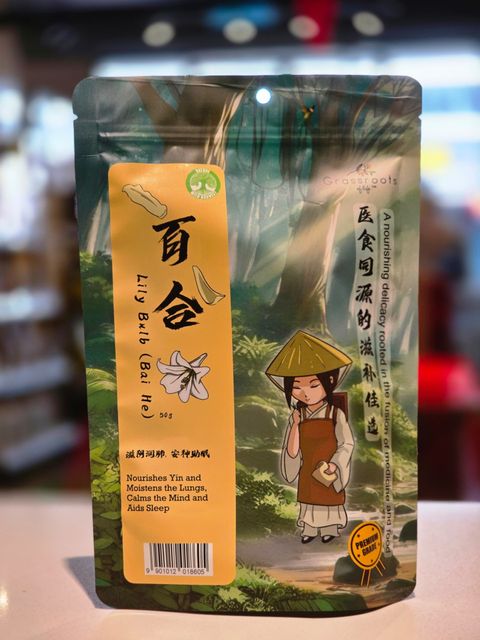 Grassroots
百合
Lily Bulb (Bai He)
50g
滋阴润肺, 安神助眠
Nourishes Yin and
Moistens the Lungs,
Calms the Mind and
Aids Sleep
9 901012 018605
医食同源的滋补佳选
A nourishing delicacy rooted in the fusion of medicine and food
PREMIUM
GRADE